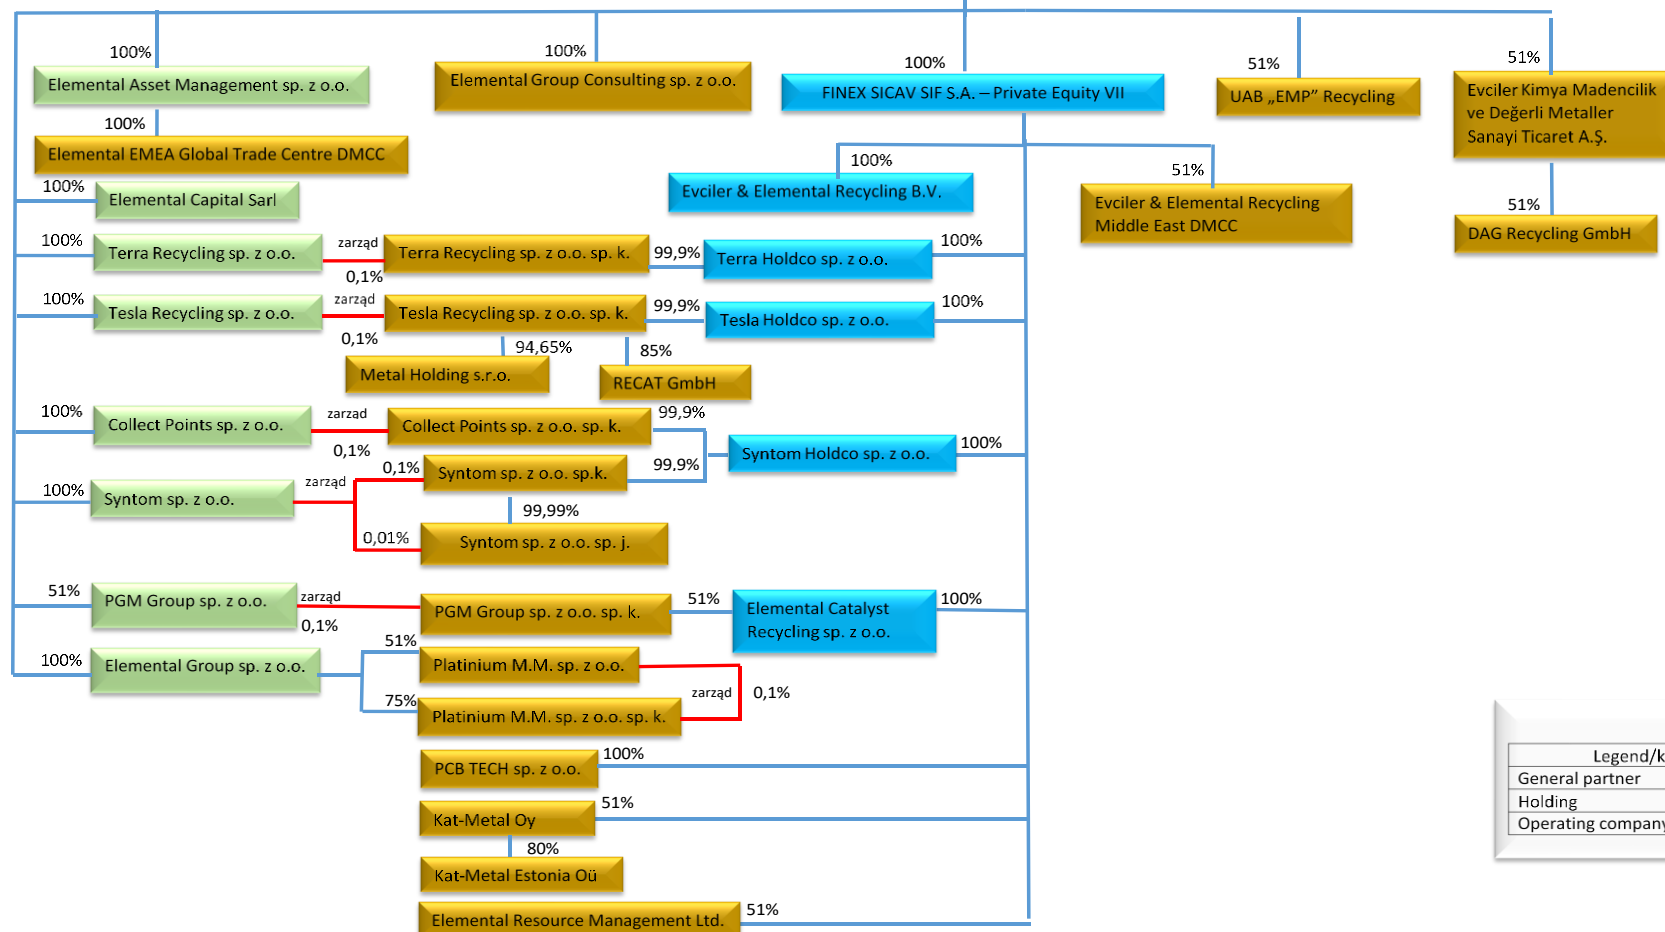 100%
Elemental Asset Management sp. z o.o.
100%
Elemental EMEA Global Trade Centre DMCC
100%
Elemental Group Consulting sp. z o.o.
100%
FINEX SICAV SIF S.A. – Private Equity VII
51%
UAB „EMP” Recycling
51%
Evciler Kimya Madencilik
ve Değerli Metaller
Sanayi Ticaret A.Ş.
51%
DAG Recycling GmbH
100%
Evciler & Elemental Recycling B.V.
51%
Evciler & Elemental Recycling
Middle East DMCC
100%
Elemental Capital Sarl
100%
Terra Recycling sp. z o.o.
zarząd
0,1%
Terra Recycling sp. z o.o. sp. k.
99,9%
Terra Holdco sp. z o.o.
100%
100%
Tesla Recycling sp. z o.o.
zarząd
0,1%
Tesla Recycling sp. z o.o. sp. k.
99,9%
Tesla Holdco sp. z o.o.
100%
94,65%
Metal Holding s.r.o.
85%
RECAT GmbH
100%
Collect Points sp. z o.o.
zarząd
0,1%
Collect Points sp. z o.o. sp. k.
99,9%
Syntom Holdco sp. z o.o.
100%
100%
Syntom sp. z o.o.
zarząd
0,1%
Syntom sp. z o.o. sp.k.
99,9%
99,99%
0,01%
Syntom sp. z o.o. sp. j.
51%
PGM Group sp. z o.o.
zarząd
0,1%
PGM Group sp. z o.o. sp. k.
51%
Elemental Catalyst
Recycling sp. z o.o.
100%
100%
Elemental Group sp. z o.o.
51%
Platinium M.M. sp. z o.o.
75%
Platinium M.M. sp. z o.o. sp. k.
zarząd
0,1%
PCB TECH sp. z o.o.
100%
Kat-Metal Oy
51%
80%
Kat-Metal Estonia Oü
Elemental Resource Management Ltd.
51%
Legend/k
General partner
Holding
Operating company